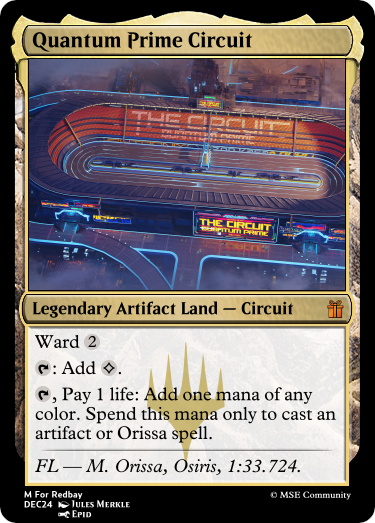 Quantum Prime Circuit
THE CIRCUIT
QUANTUM PRIME
THE CIRCUIT
QUANTUM PRIME
Legendary Artifact Land — Circuit
Ward 2
: Add .
, Pay 1 life: Add one mana of any
color. Spend this mana only to cast an
artifact or Orissa spell.
FL — M. Orissa, Osiris, 1:33.724.
M For Redbay
DEC24 Jules Merkle
Epid
© MSE Community